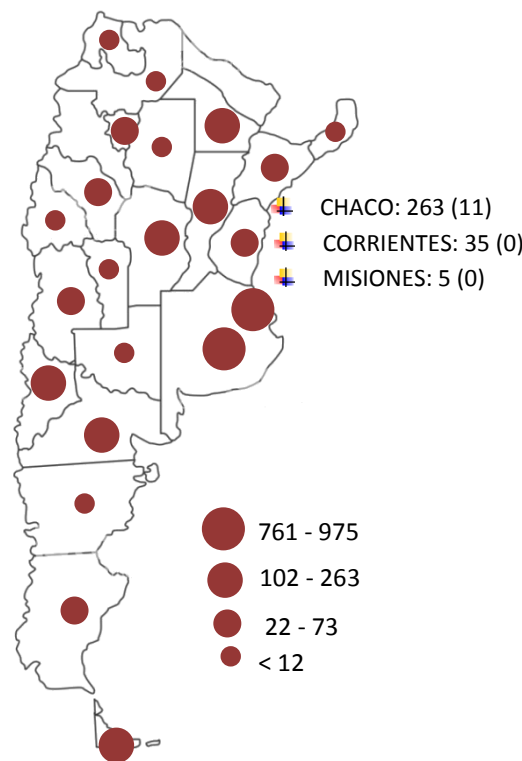 CHACO: 263 (11)
CORRIENTES: 35 (0)
MISIONES: 5 (0)
761 - 975
102 - 263
22 - 73
< 12